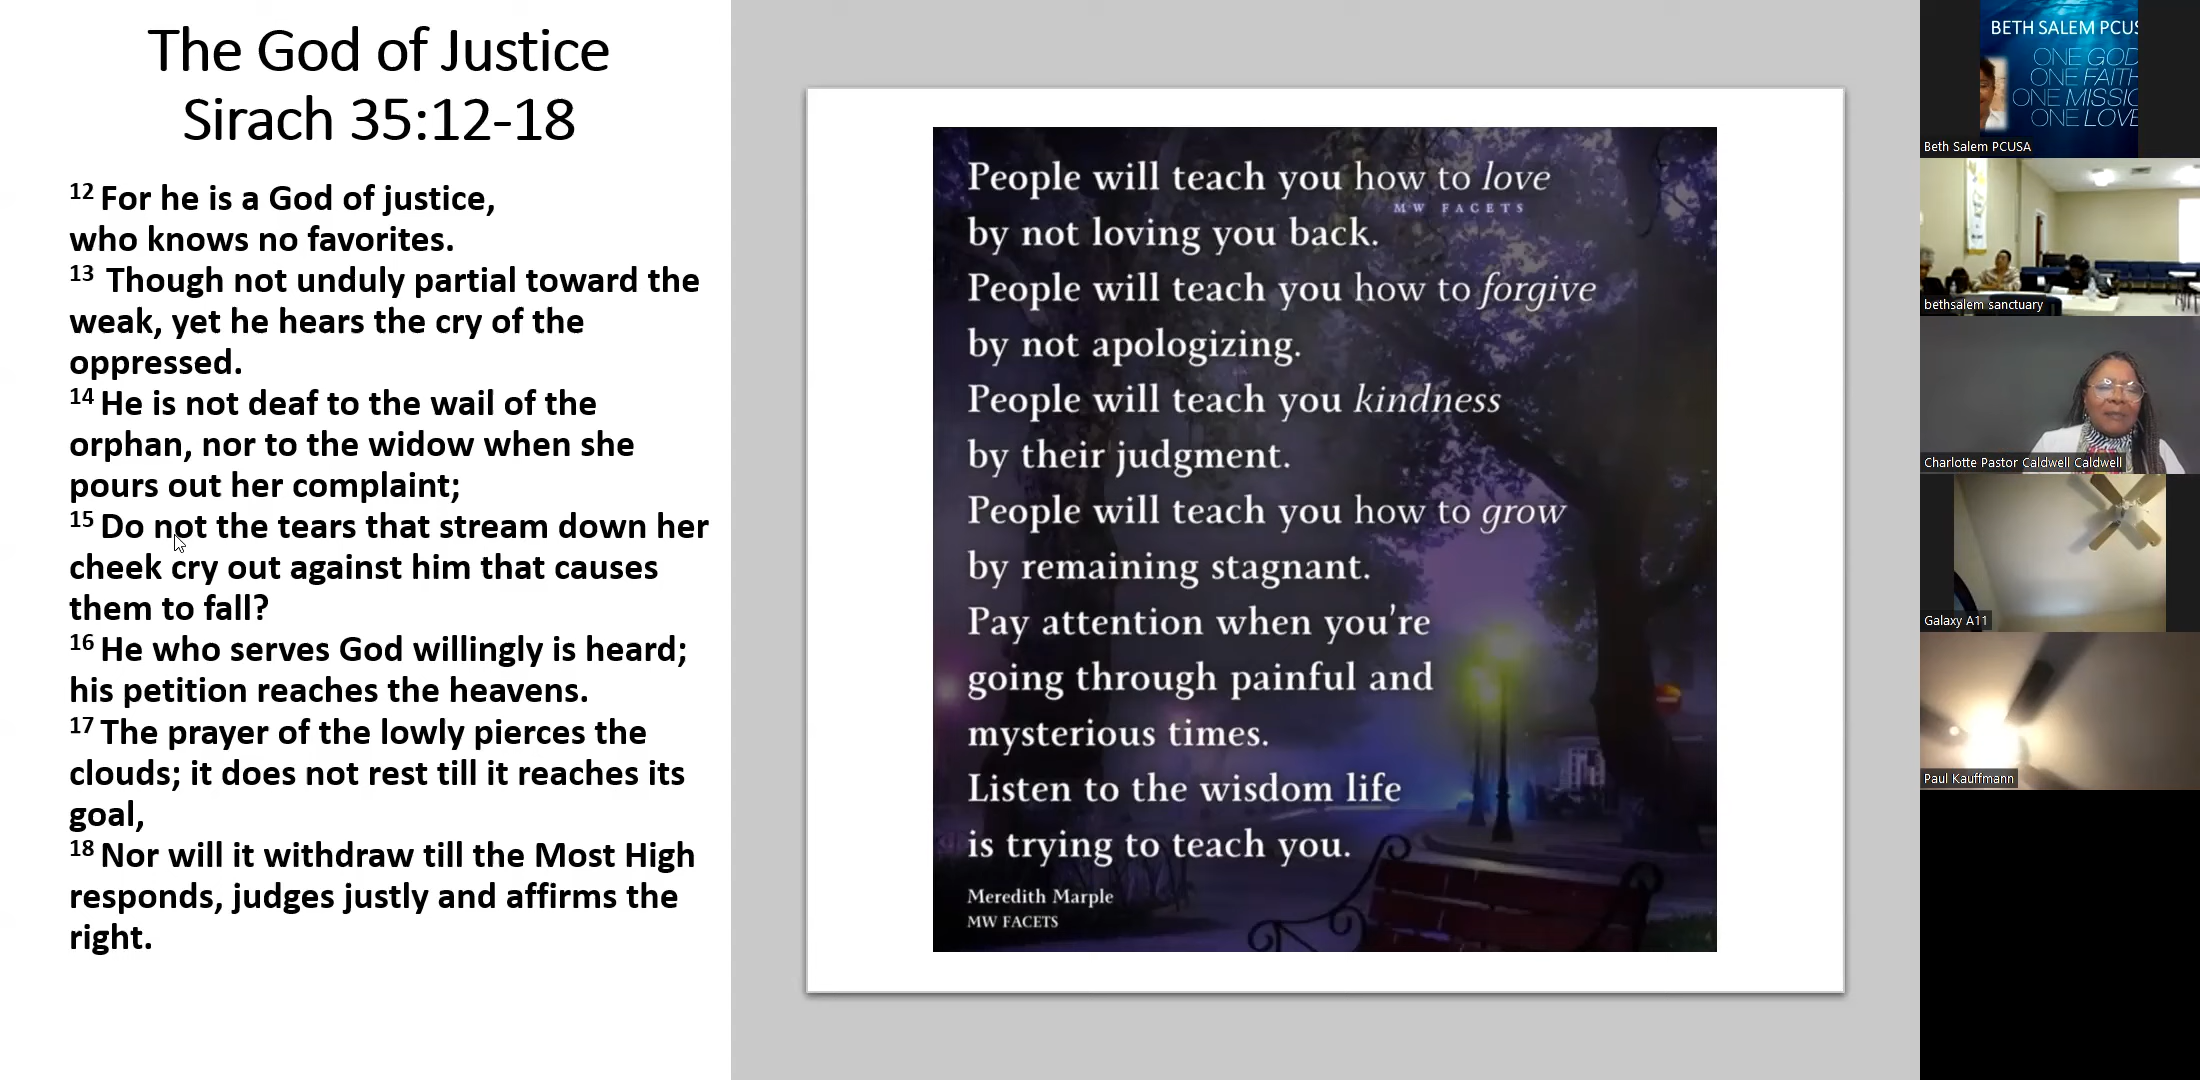 The God of Justice
Sirach 35:12-18
12 For he is a God of justice,
who knows no favorites.
13 Though not unduly partial toward the
weak, yet he hears the cry of the
oppressed.
14 He is not deaf to the wail of the
orphan, nor to the widow when she
pours out her complaint;
15 Do not the tears that stream down her
cheek cry out against him that causes
them to fall?
16 He who serves God willingly is heard;
his petition reaches the heavens.
17 The prayer of the lowly pierces the
clouds; it does not rest till it reaches its
goal,
18 Nor will it withdraw till the Most High
responds, judges justly and affirms the
right.
People will teach you how to love
MW FACETS
by not loving you back.
People will teach you how to forgive
by not apologizing.
People will teach you kindness
by their judgment.
People will teach you how to grow
by remaining stagnant.
Pay attention when you're
going through painful and
mysterious times.
Listen to the wisdom life
is trying to teach you.
Meredith Marple
MW FACETS
BETH SALEM PCUS
ONE GOD
ONE FAITH
ONE MISSIO
ONE LOVE
Beth Salem PCUSA
bethsalem sanctuary
Charlotte Pastor Caldwell Caldwell
Galaxy A11
Paul Kauffmann